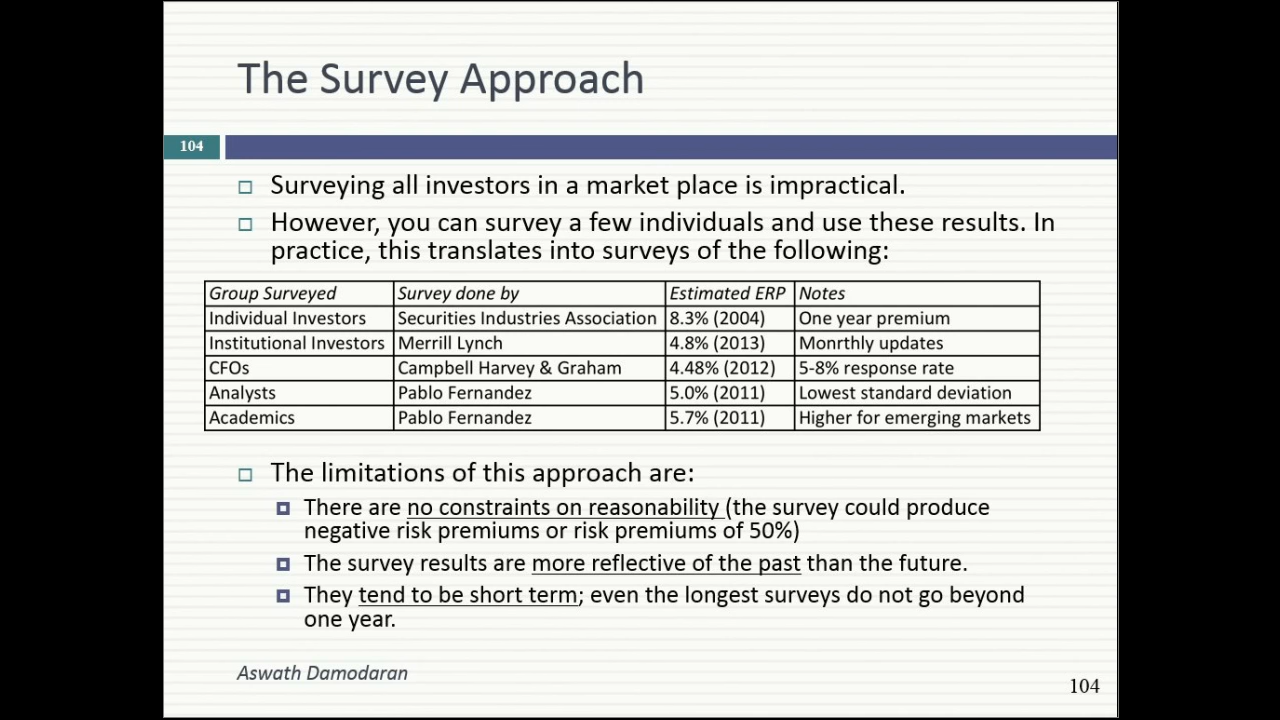 The Survey Approach
104
Surveying all investors in a market place is impractical.
However, you can survey a few individuals and use these results. In
practice, this translates into surveys of the following:
Group Surveyed Survey done by Estimated ERP Notes
Individual Investors Securities Industries Association 8.3% (2004) One year premium
Institutional Investors Merrill Lynch 4.8% (2013) Monrthly updates
CFOs Campbell Harvey & Graham 4.48% (2012) 5-8% response rate
Analysts Pablo Fernandez 5.0% (2011) Lowest standard deviation
Academics Pablo Fernandez 5.7% (2011) Higher for emerging markets
The limitations of this approach are:
There are no constraints on reasonability (the survey could produce
negative risk premiums or risk premiums of 50%)
The survey results are more reflective of the past than the future.
They tend to be short term; even the longest surveys do not go beyond
one year.
Aswath Damodaran
104